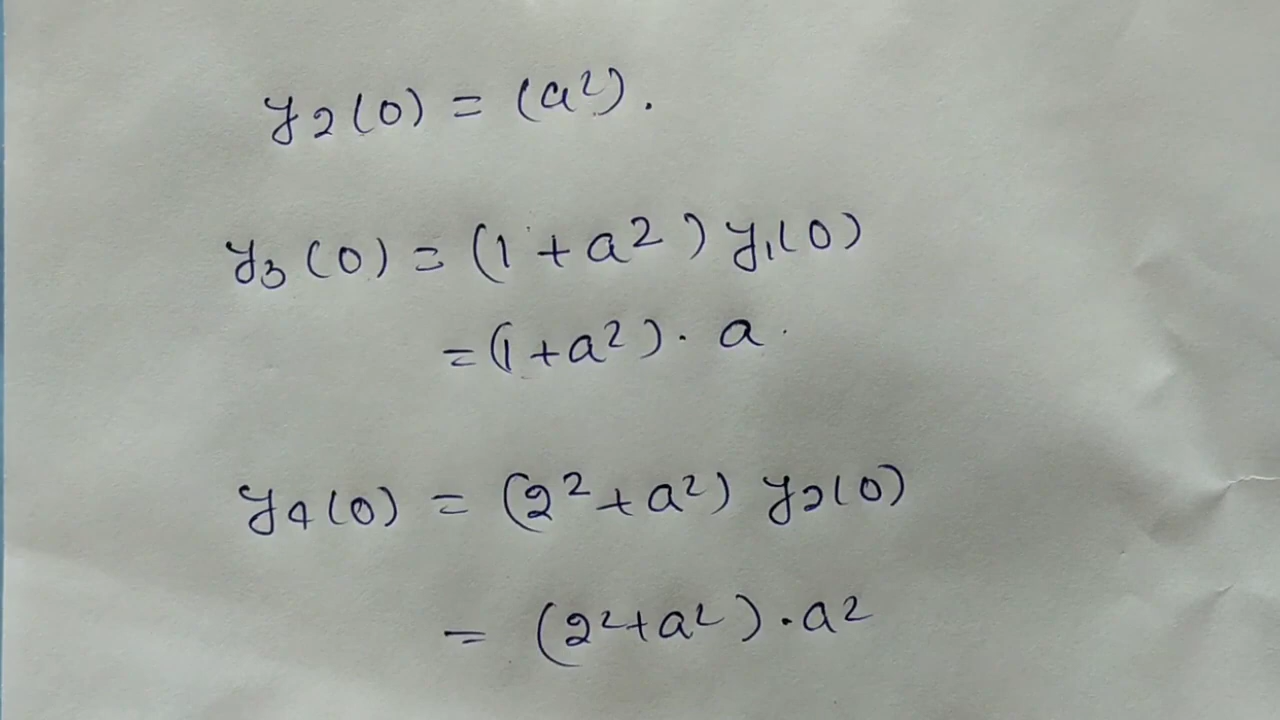 y₂(0) = (a²).
y₃(0) = (1+a²) y₁(0)
= (1+a²). a.
y₄(0) = (2²+a²) y₂(0)
= (2²+a²).a²